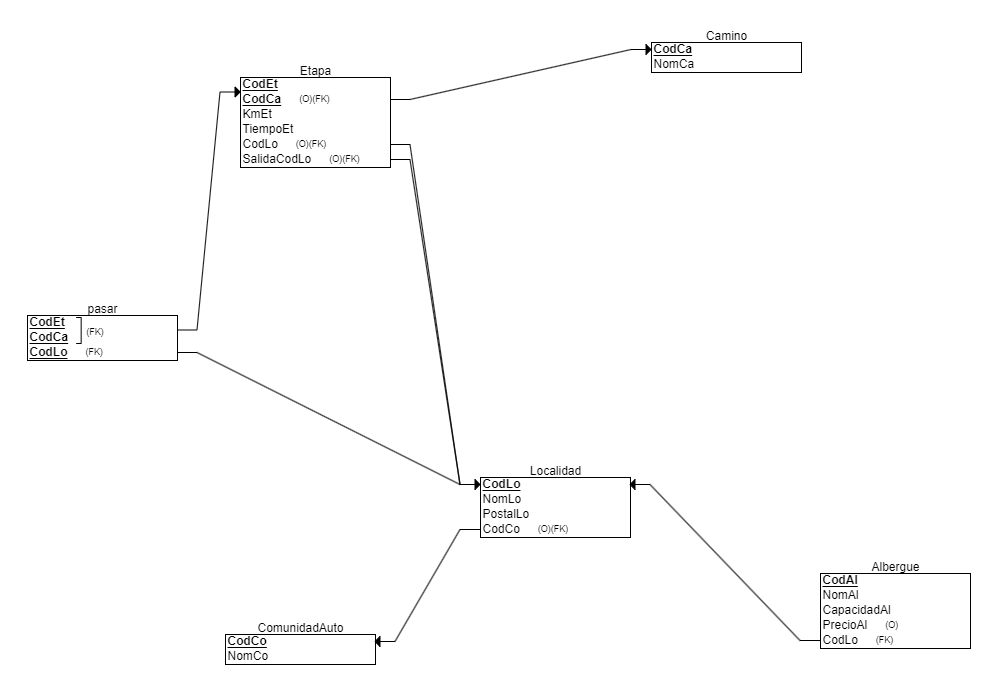 Camino
CodCa
NomCa
Etapa
CodEt
CodCa (O)(FK)
KmEt
TiempoEt
CodLo (O)(FK)
SalidaCodLo (O)(FK)
pasar
CodEt
CodCa
(FK)
CodLo (FK)
Localidad
CodLo
NomLo
PostalLo
CodCo (O)(FK)
Albergue
CodAl
NomAl
CapacidadAl
PrecioAl (O)
CodLo (FK)
ComunidadAuto
CodCo
NomCo